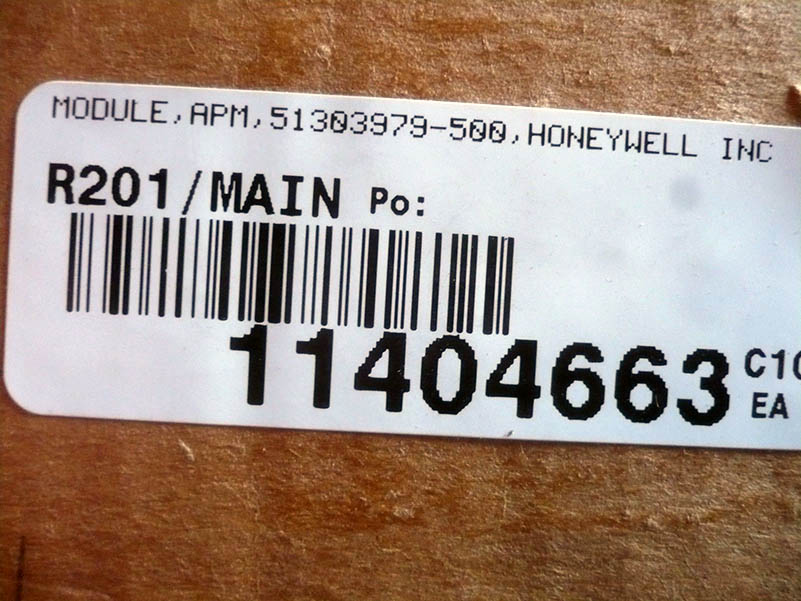 MODULE,APM,51303979-500,HONEYWELL INC
R201/MAIN Po:
11404663
EA